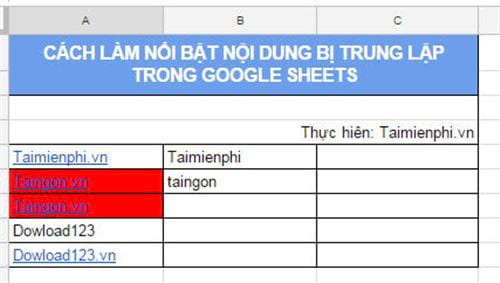 A B C
CÁCH LÀM NỔI BẬT NỘI DUNG BỊ TRUNG LẶP
TRONG GOOGLE SHEETS
Thực hiện: Taimienphi.vn
Taimienphi.vn Taimienphi
Taingon.vn taingon
Taingon.vn
Dowload123
Dowload123.vn